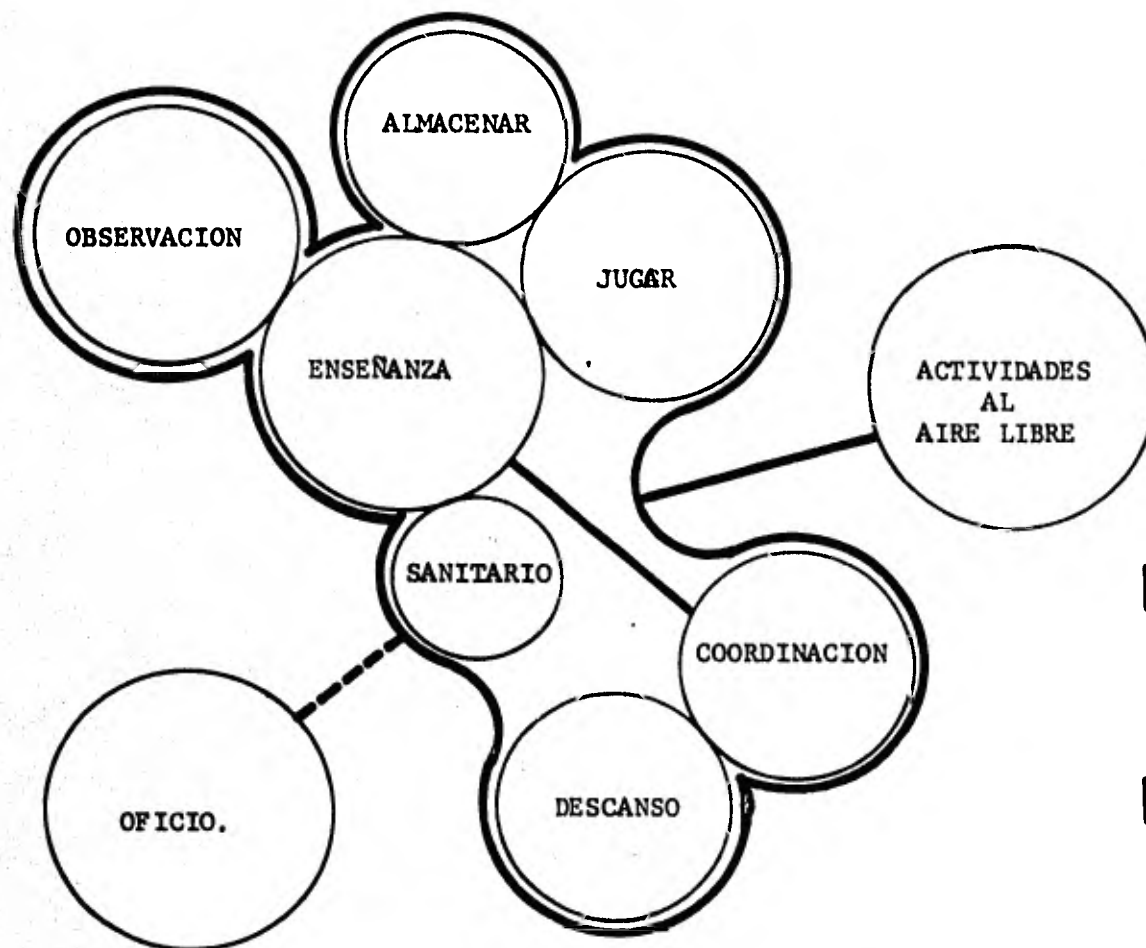 ALMACENAR
OBSERVACION
JUGAR
ENSEÑANZA
ACTIVIDADES
AL
AIRE LIBRE
SANITARIO
COORDINACION
DESCANSO
OFICIO.